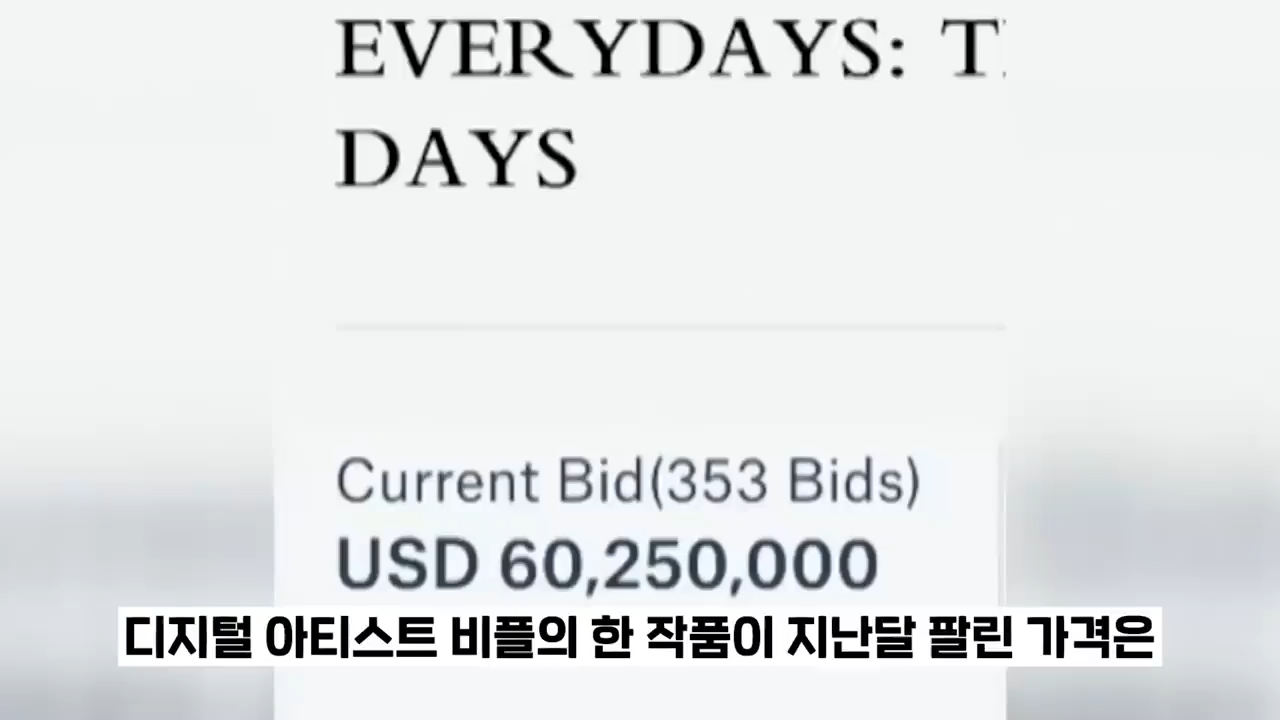 EVERYDAYS: T
DAYS
Current Bid(353 Bids)
USD 60,250,000
디지털 아티스트 비플의 한 작품이 지난달 팔린 가격은